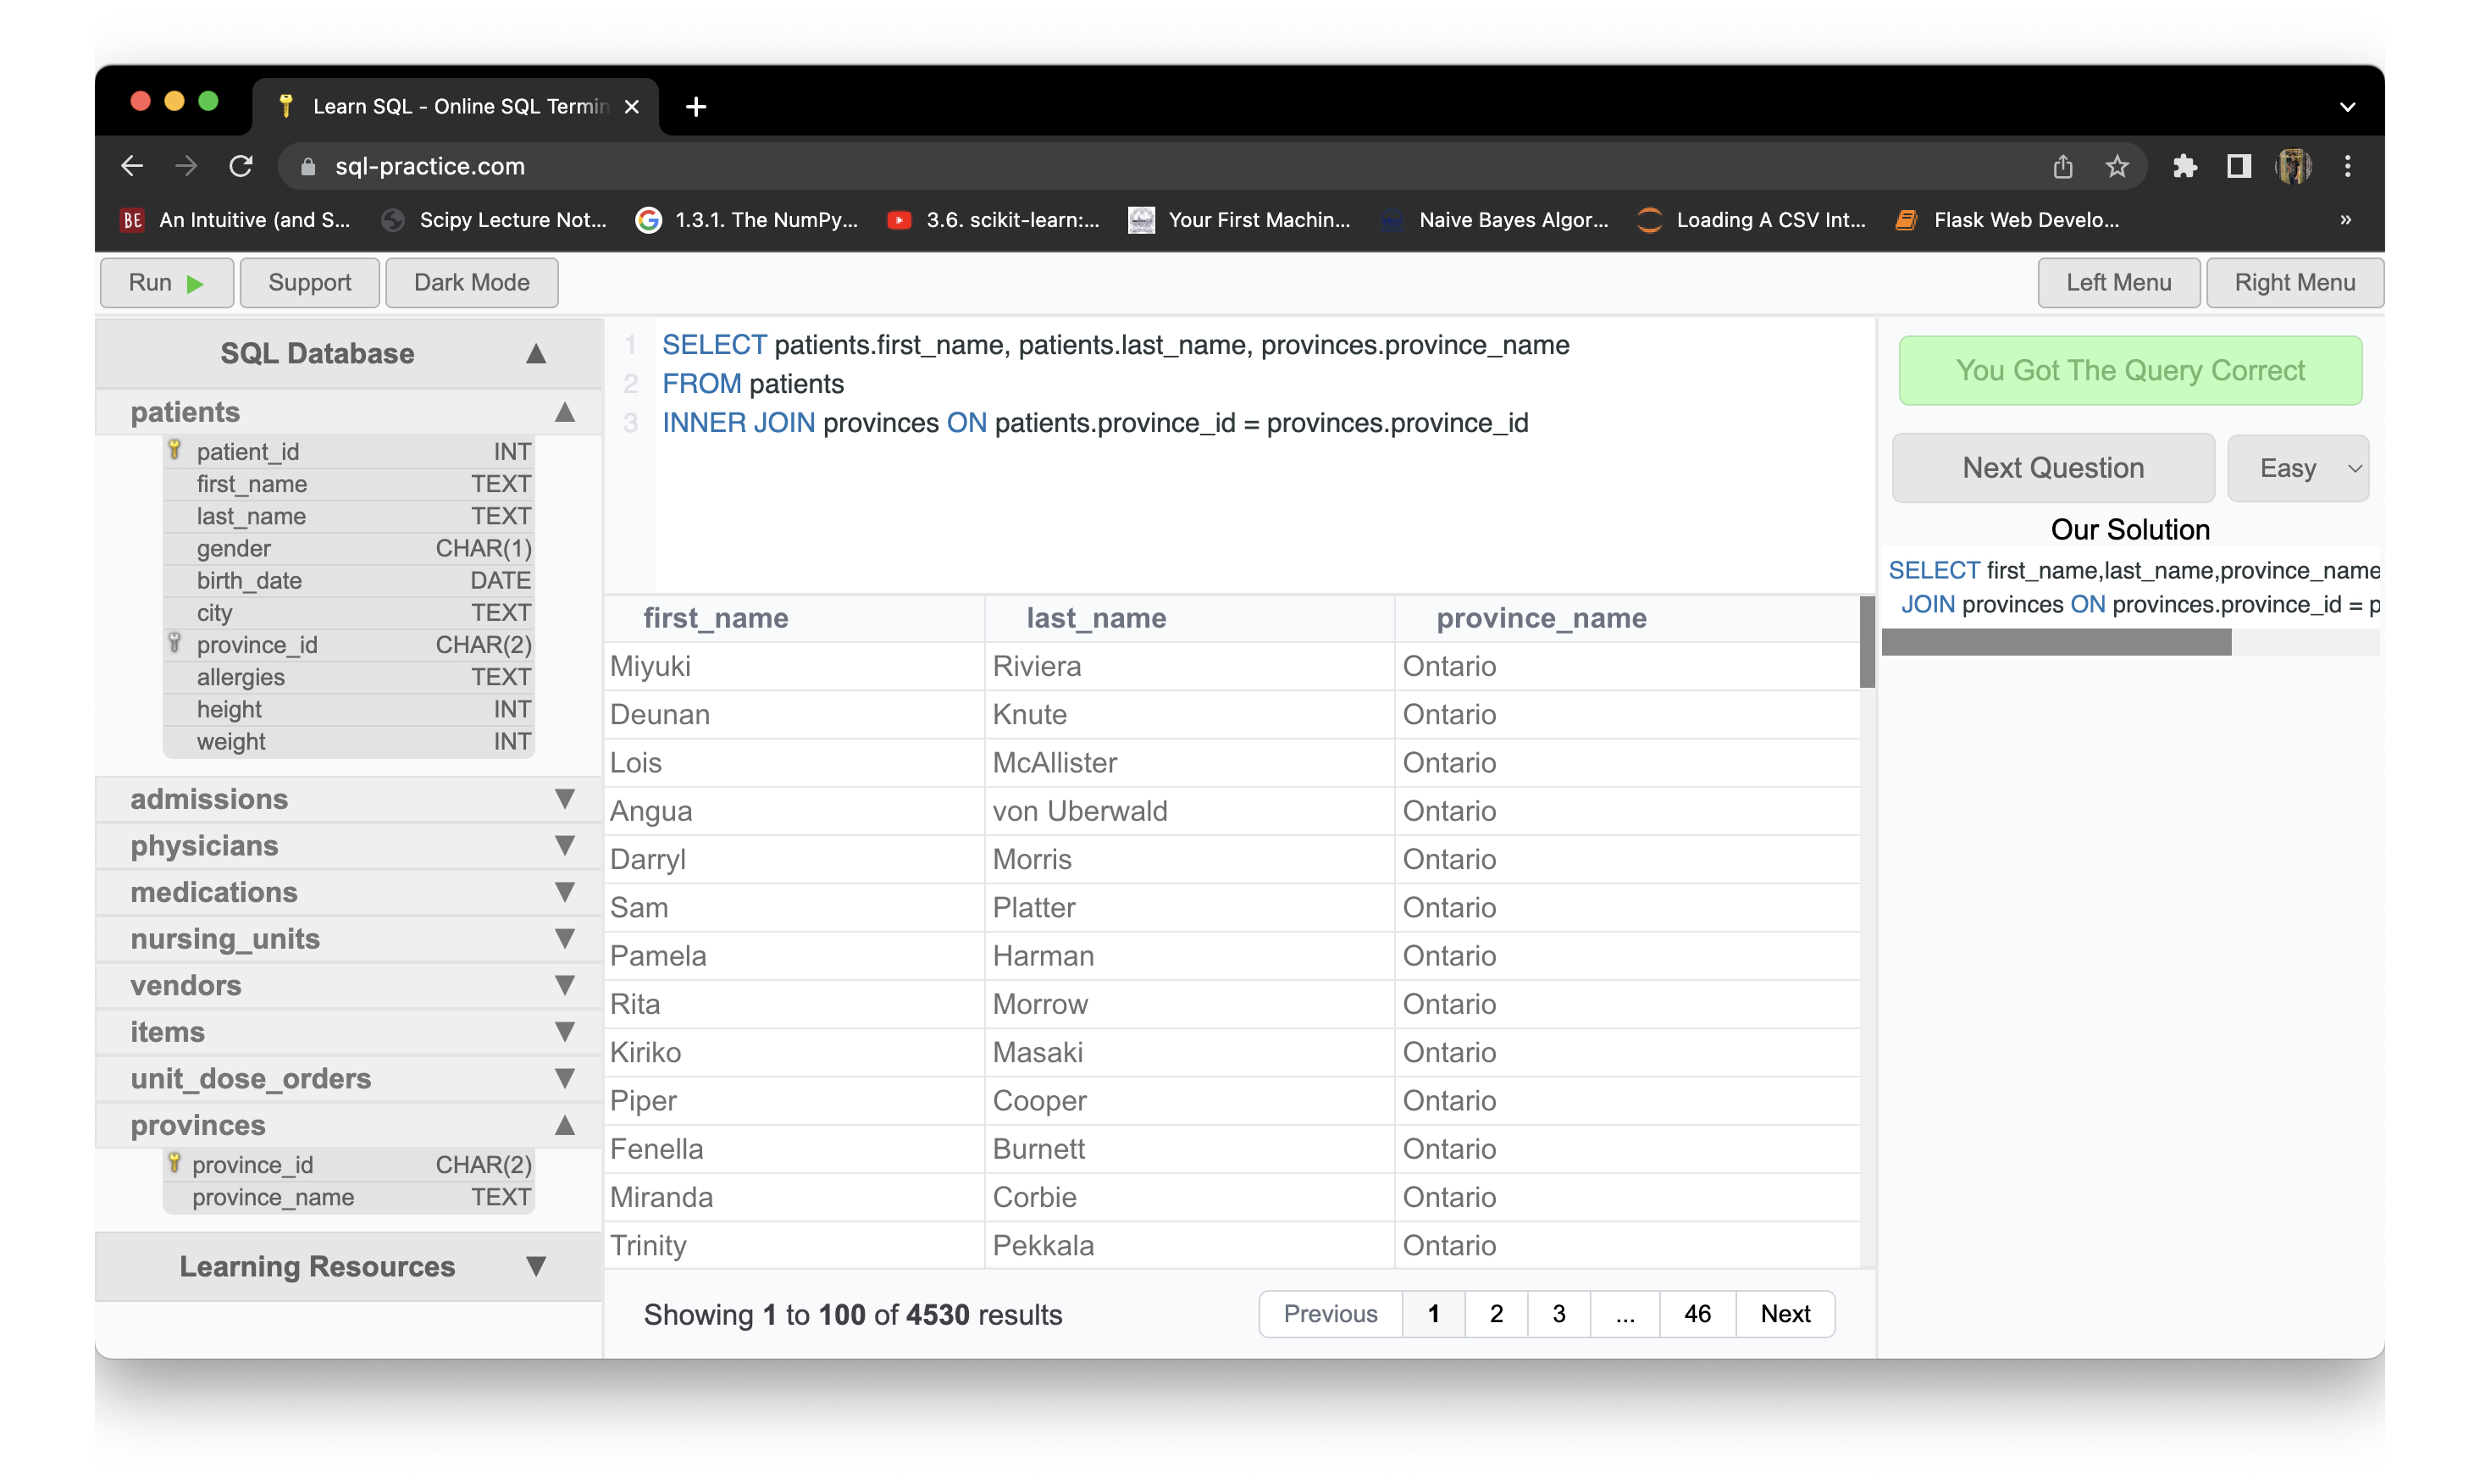 Learn SQL - Online SQL Termin
sql-practice.com
BE An Intuitive (and S... Scipy Lecture Not... 1.3.1. The NumPy... 3.6. scikit-learn:... Your First Machin... Naive Bayes Algor... Loading A CSV Int... Flask Web Develo... »
Run Support Dark Mode Left Menu Right Menu
SQL Database
patients
patient_id INT
first_name TEXT
last_name TEXT
gender CHAR(1)
birth_date DATE
city TEXT
province_id CHAR(2)
allergies TEXT
height INT
weight INT
admissions
physicians
medications
nursing_units
vendors
items
unit_dose_orders
provinces
province_id CHAR(2)
province_name TEXT
Learning Resources
1 SELECT patients.first_name, patients.last_name, provinces.province_name
2 FROM patients
3 INNER JOIN provinces ON patients.province_id = provinces.province_id
first_name last_name province_name
Miyuki Riviera Ontario
Deunan Knute Ontario
Lois McAllister Ontario
Angua von Uberwald Ontario
Darryl Morris Ontario
Sam Platter Ontario
Pamela Harman Ontario
Rita Morrow Ontario
Kiriko Masaki Ontario
Piper Cooper Ontario
Fenella Burnett Ontario
Miranda Corbie Ontario
Trinity Pekkala Ontario
Showing 1 to 100 of 4530 results
Previous 1 2 3 ... 46 Next
You Got The Query Correct
Next Question Easy
Our Solution
SELECT first_name,last_name,province_name
JOIN provinces ON provinces.province_id = p